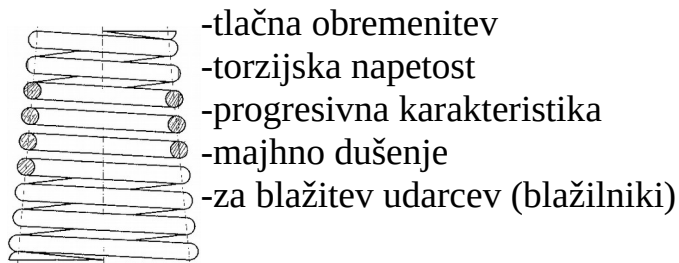 -tlačna obremenitev
-torzijska napetost
-progresivna karakteristika
-majhno dušenje
-za blažitev udarcev (blažilniki)